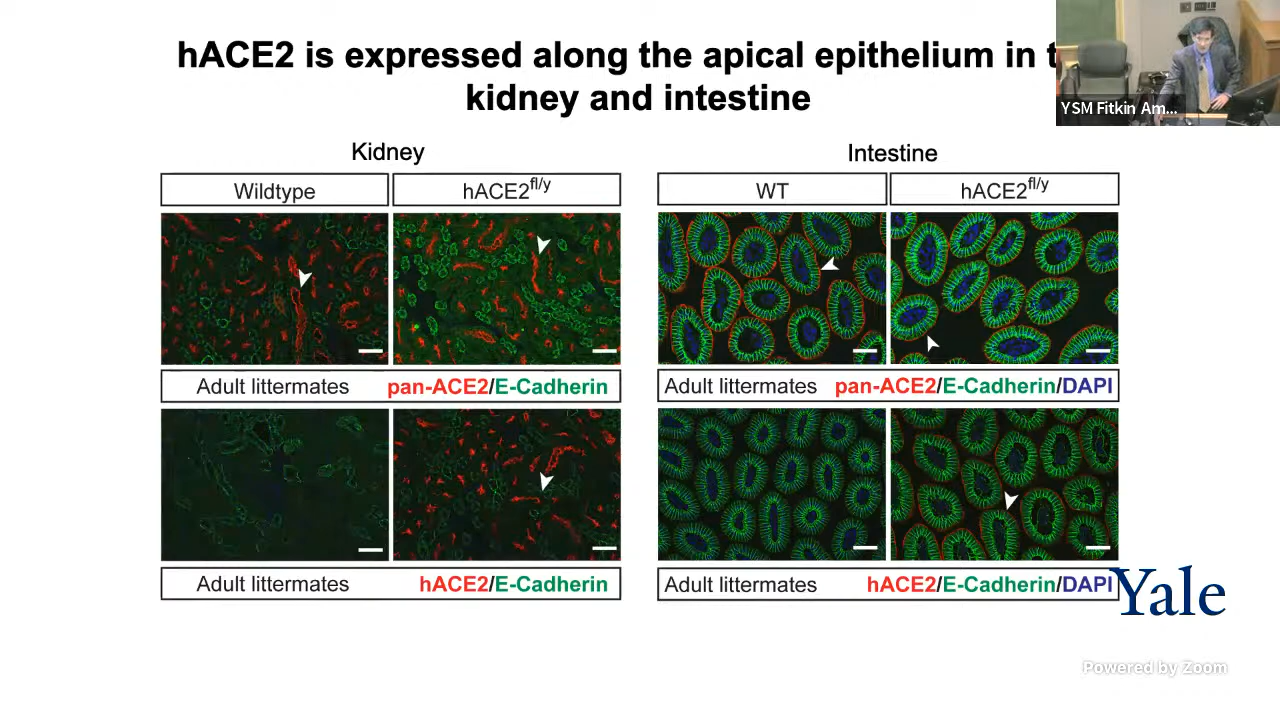 hACE2 is expressed along the apical epithelium in t
kidney and intestine
YSM Fitkin Am...
Kidney
Wildtype
hACE2fl/y
Adult littermates pan-ACE2/E-Cadherin
Adult littermates hACE2/E-Cadherin
Intestine
WT
hACE2fl/y
Adult littermates pan-ACE2/E-Cadherin/DAPI
Adult littermates hACE2/E-Cadherin/DAPI
Yale
Powered by Zoom